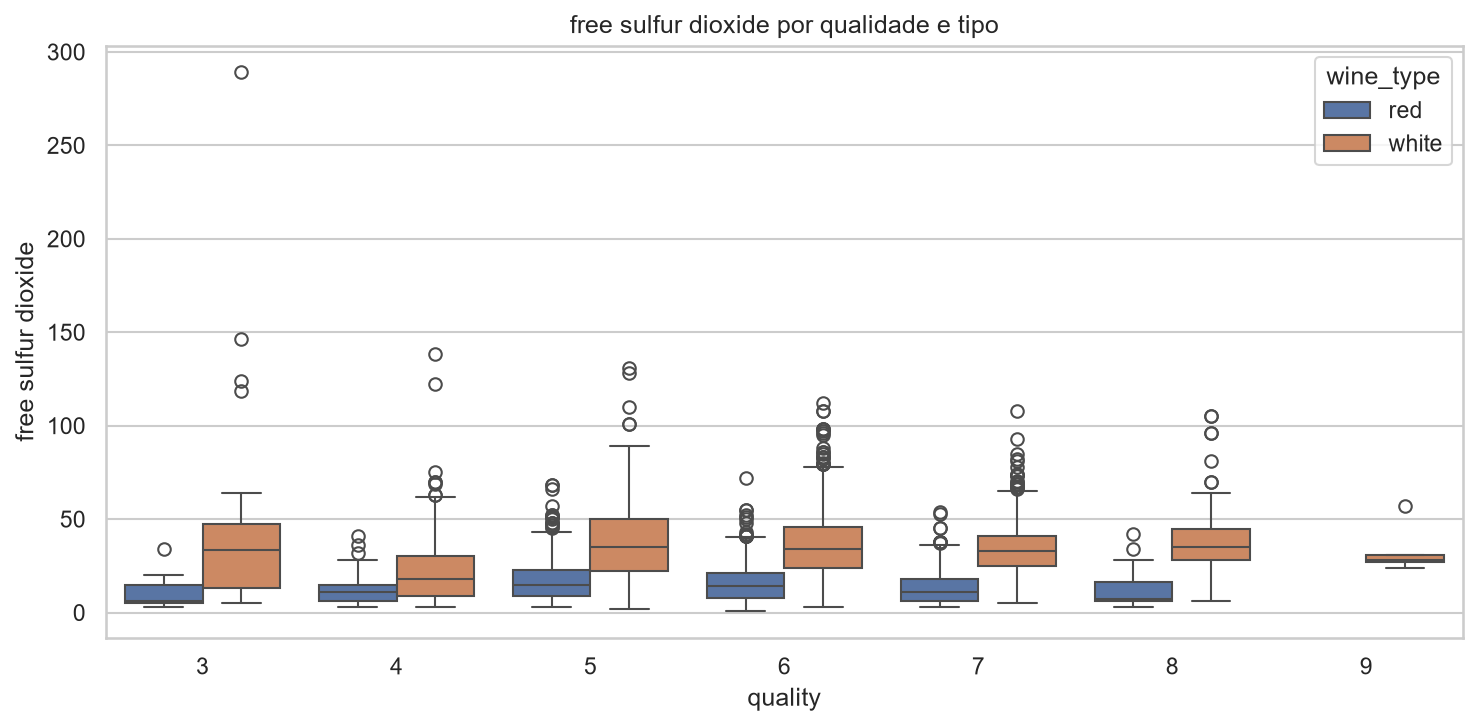 free sulfur dioxide por qualidade e tipo
300
250
200
150
100
50
0
free sulfur dioxide
wine_type
red
white
3 4 5 6 7 8 9
quality